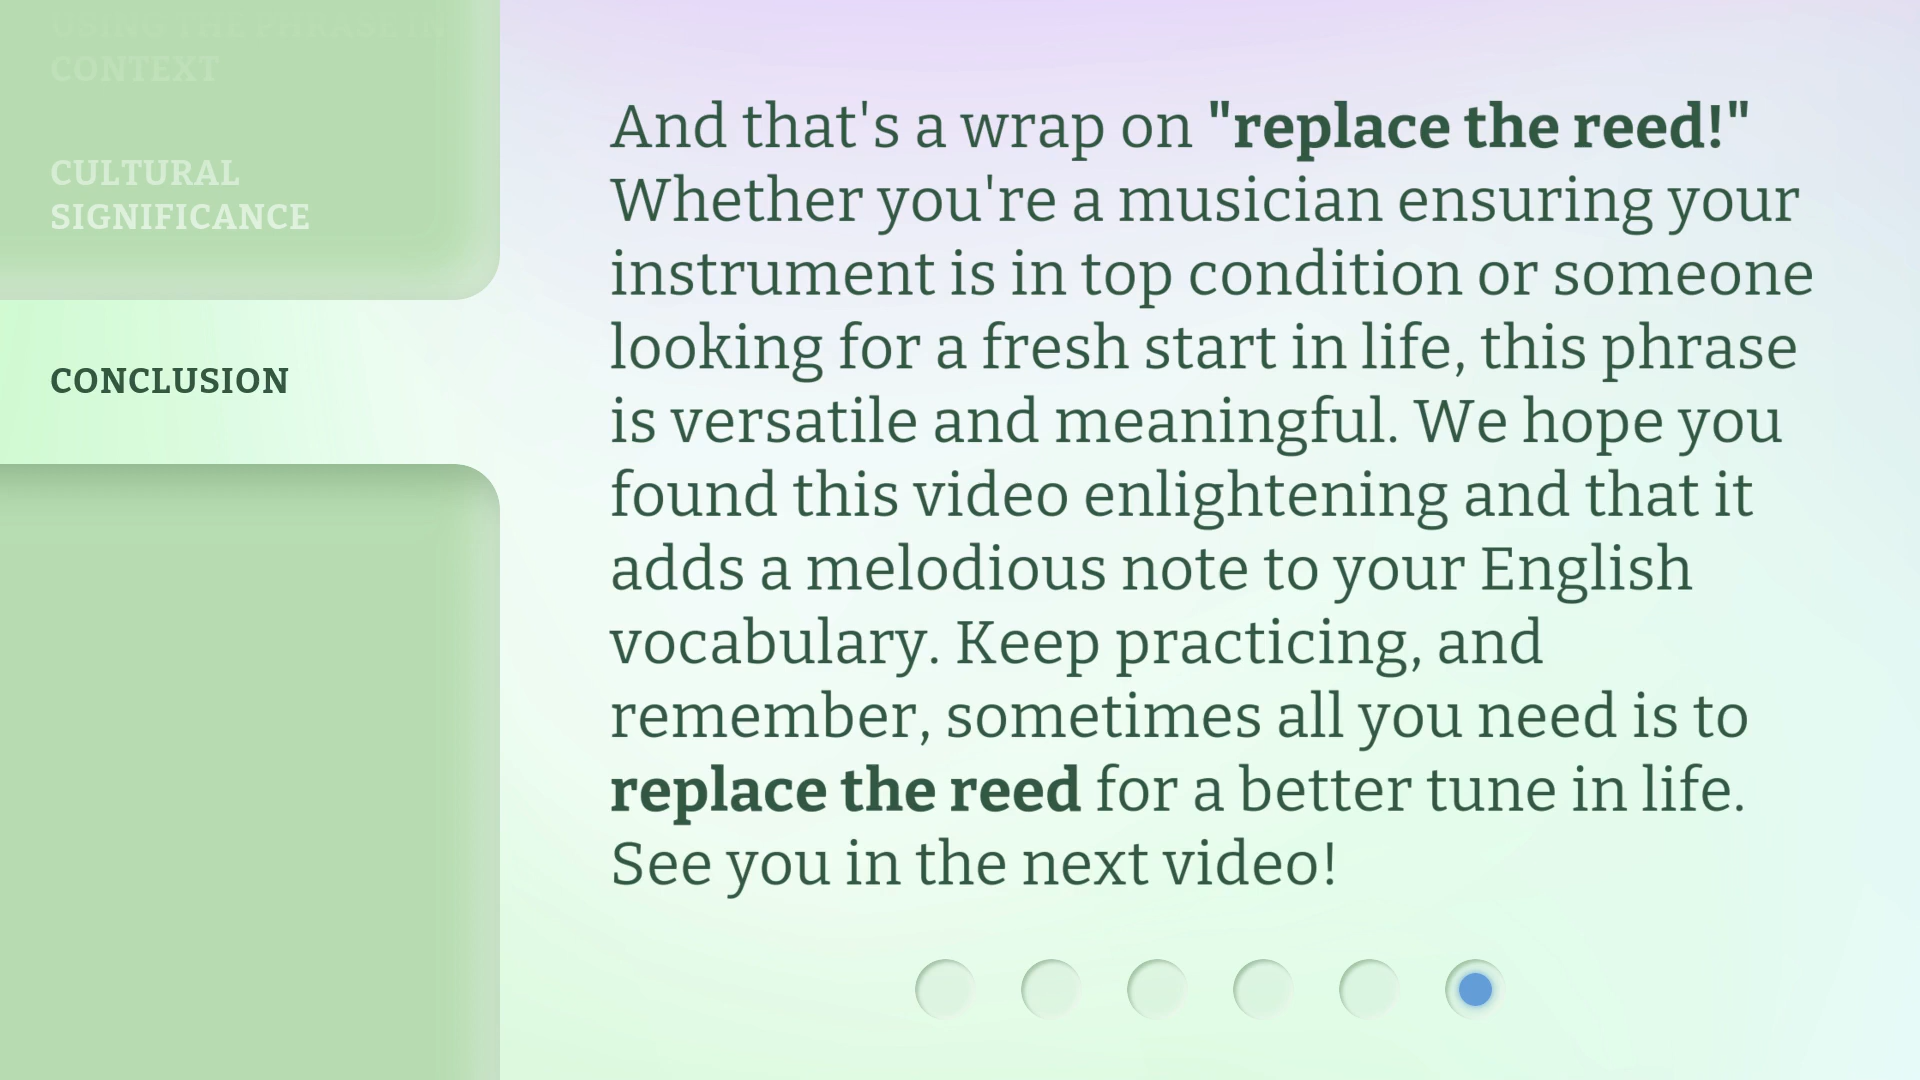 USING THE PHRASE IN
CONTEXT
CULTURAL
SIGNIFICANCE
CONCLUSION
And that's a wrap on "replace the reed!"
Whether you're a musician ensuring your
instrument is in top condition or someone
looking for a fresh start in life, this phrase
is versatile and meaningful. We hope you
found this video enlightening and that it
adds a melodious note to your English
vocabulary. Keep practicing, and
remember, sometimes all you need is to
replace the reed for a better tune in life.
See you in the next video!